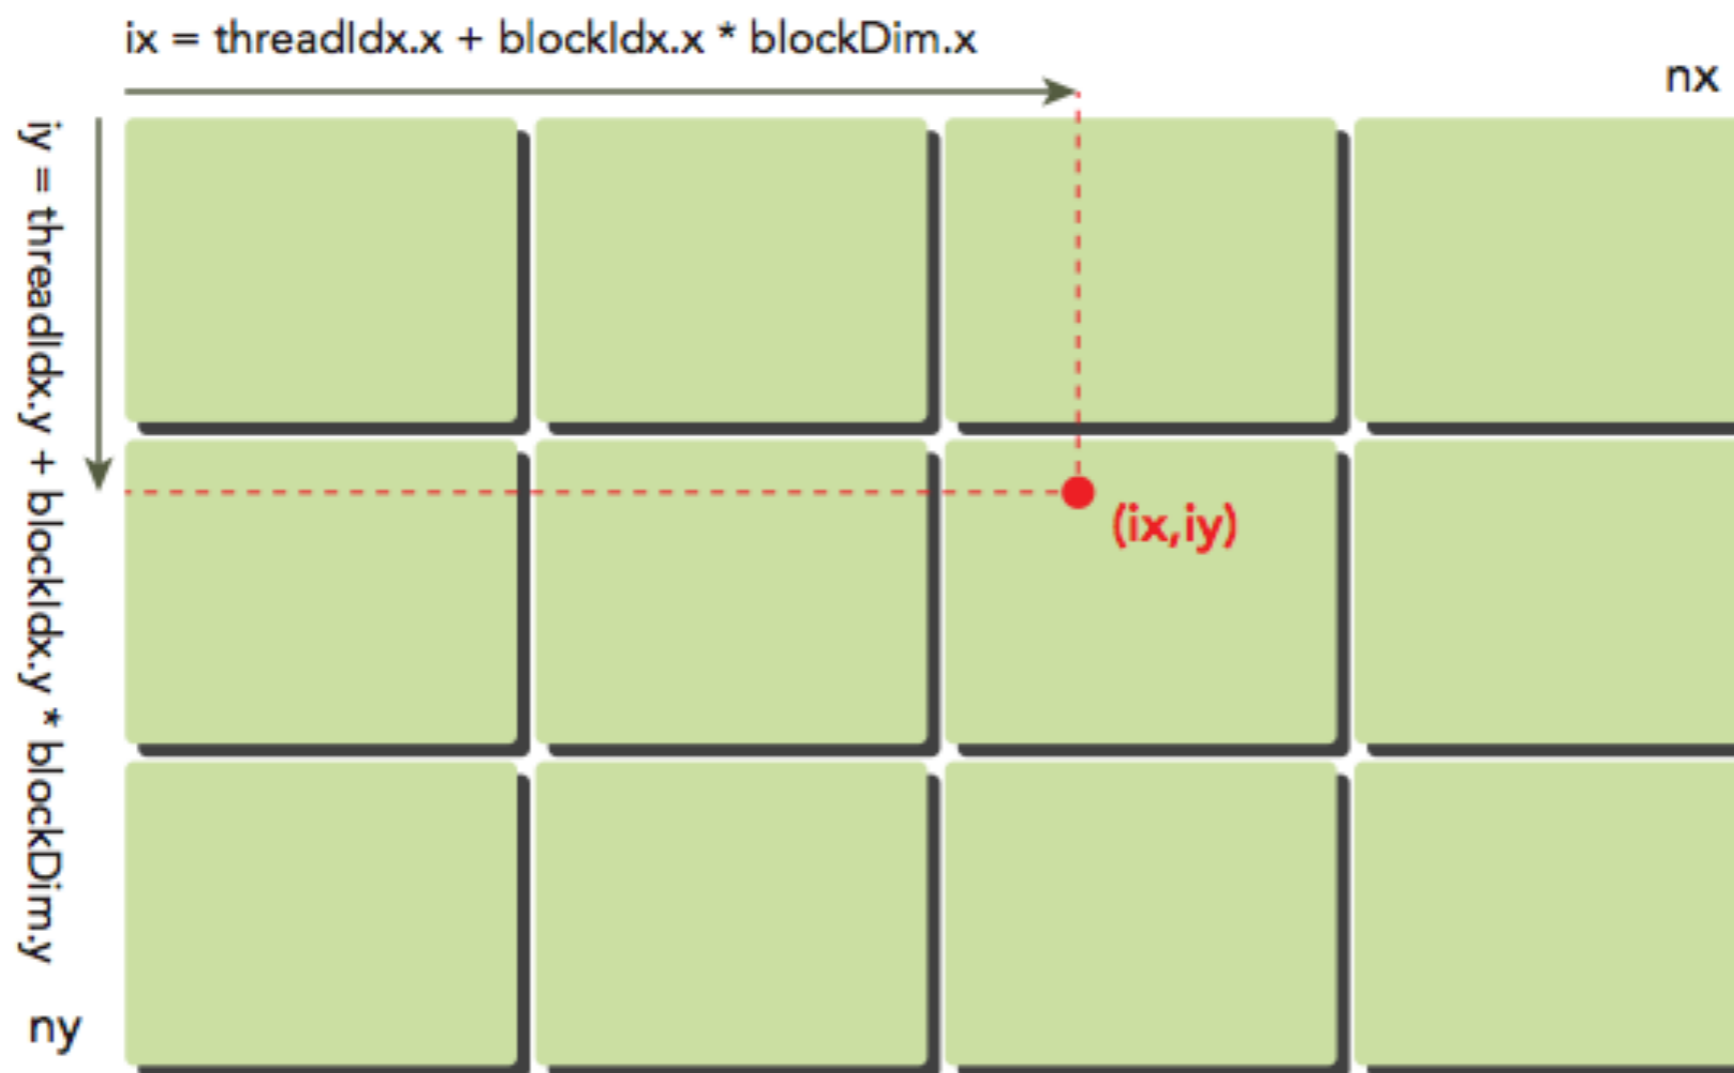 ix = threadIdx.x + blockIdx.x * blockDim.x
nx
iy = threadIdx.y + blockIdx.y * blockDim.y
(ix,iy)
ny